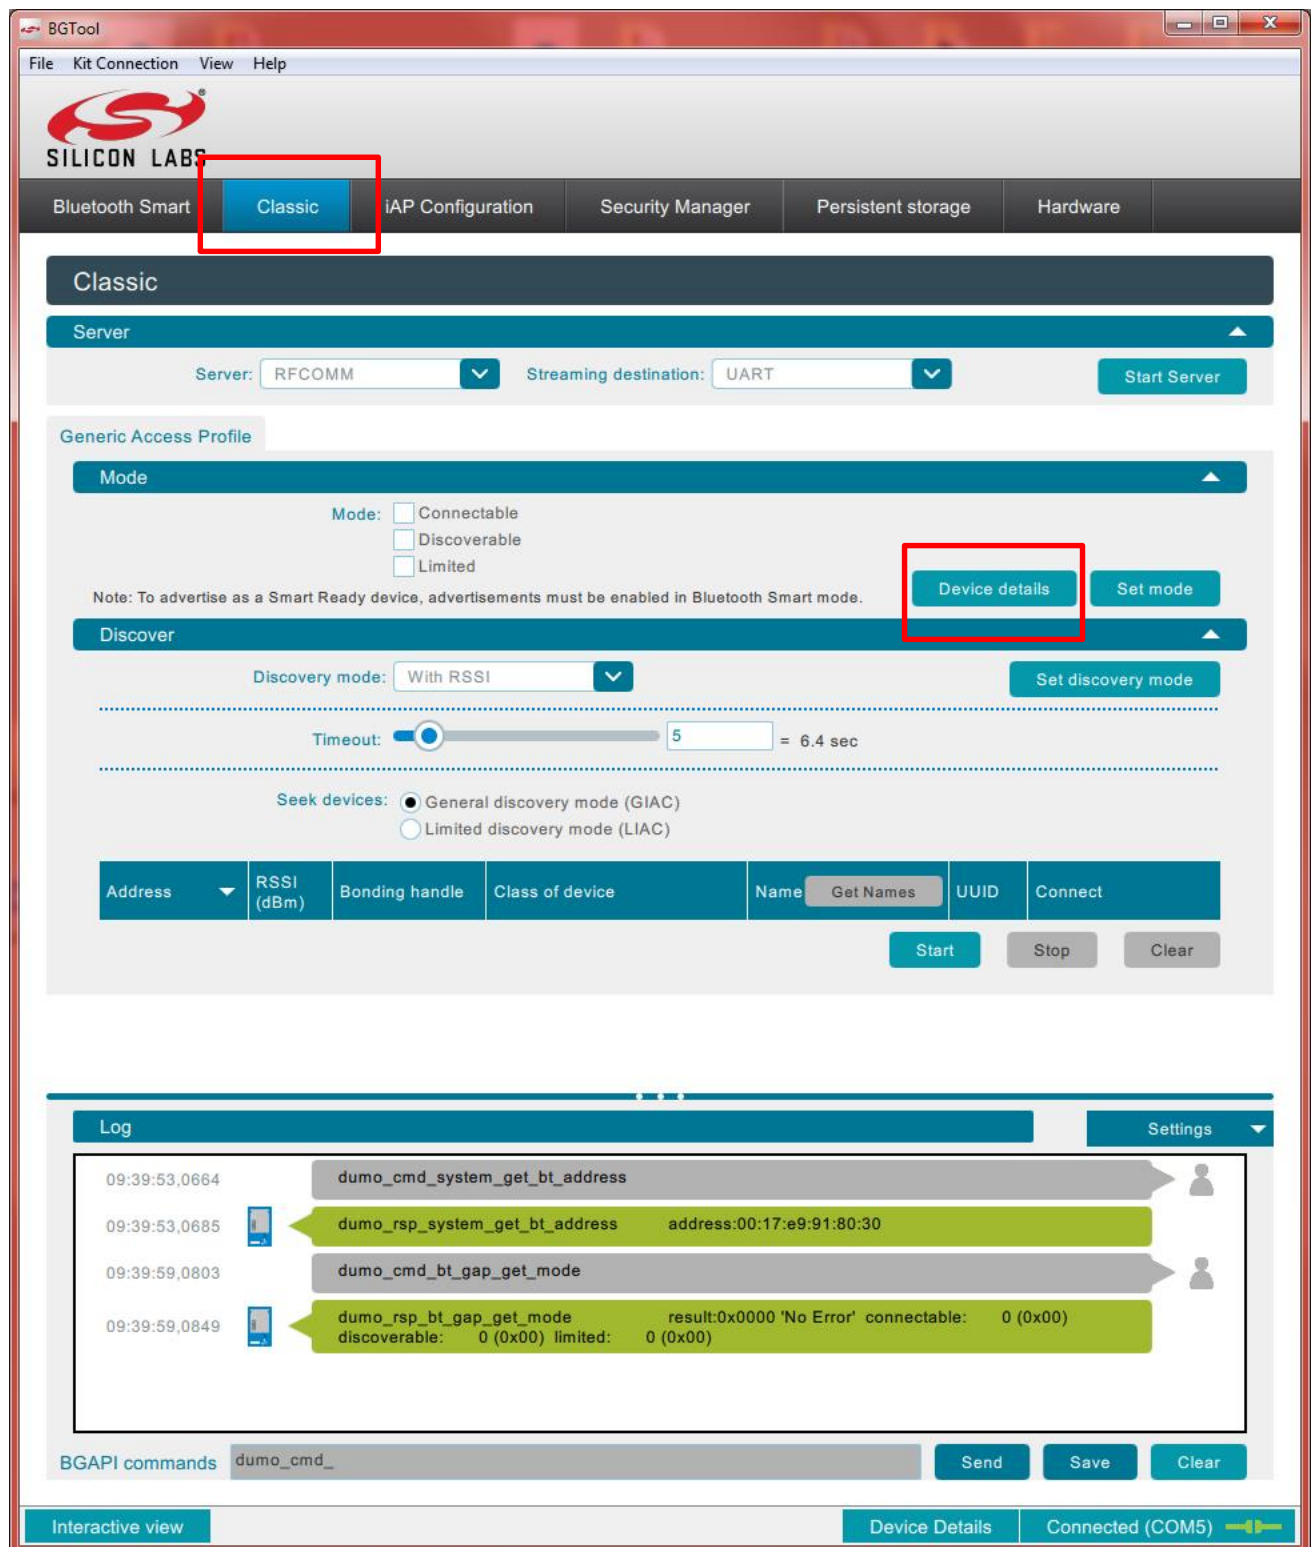 BGTool
File Kit Connection View Help
SILICON LABS
Bluetooth Smart Classic iAP Configuration Security Manager Persistent storage Hardware
Classic
Server
Server: RFCOMM Streaming destination: UART Start Server
Generic Access Profile
Mode
Mode: Connectable
Discoverable
Limited
Note: To advertise as a Smart Ready device, advertisements must be enabled in Bluetooth Smart mode. Device details Set mode
Discover
Discovery mode: With RSSI Set discovery mode
Timeout: 5 = 6.4 sec
Seek devices: General discovery mode (GIAC)
Limited discovery mode (LIAC)
Address RSSI (dBm) Bonding handle Class of device Name Get Names UUID Connect
Start Stop Clear
Log Settings
09:39:53,0664 dumo_cmd_system_get_bt_address
09:39:53,0685 dumo_rsp_system_get_bt_address address:00:17:e9:91:80:30
09:39:59,0803 dumo_cmd_bt_gap_get_mode
09:39:59,0849 dumo_rsp_bt_gap_get_mode result:0x0000 'No Error' connectable: 0 (0x00)
discoverable: 0 (0x00) limited: 0 (0x00)
BGAPI commands dumo_cmd_ Send Save Clear
Interactive view Device Details Connected (COM5)